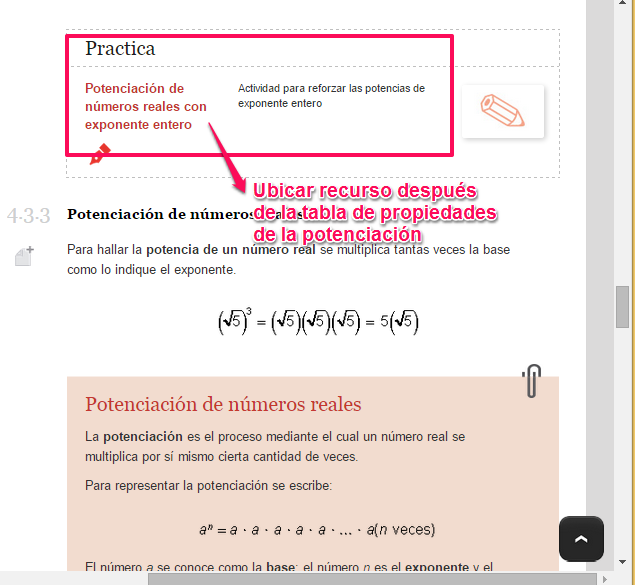 Practica
Potenciación de
números reales con
exponente entero
Actividad para reforzar las potencias de
exponente entero
Ubicar recurso después
de la tabla de propiedades
de la potenciación
4-3-3 Potenciación de números
Para hallar la potencia de un número real se multiplica tantas veces la base
como lo indique el exponente.
(√5)³ = (√5)(√5)(√5) = 5(√5)
Potenciación de números reales
La potenciación es el proceso mediante el cual un número real se
multiplica por sí mismo cierta cantidad de veces.
Para representar la potenciación se escribe:
aⁿ = a · a · a · a · a · ... · a(n veces)
El número a se conoce como la base; el número n es el exponente y el